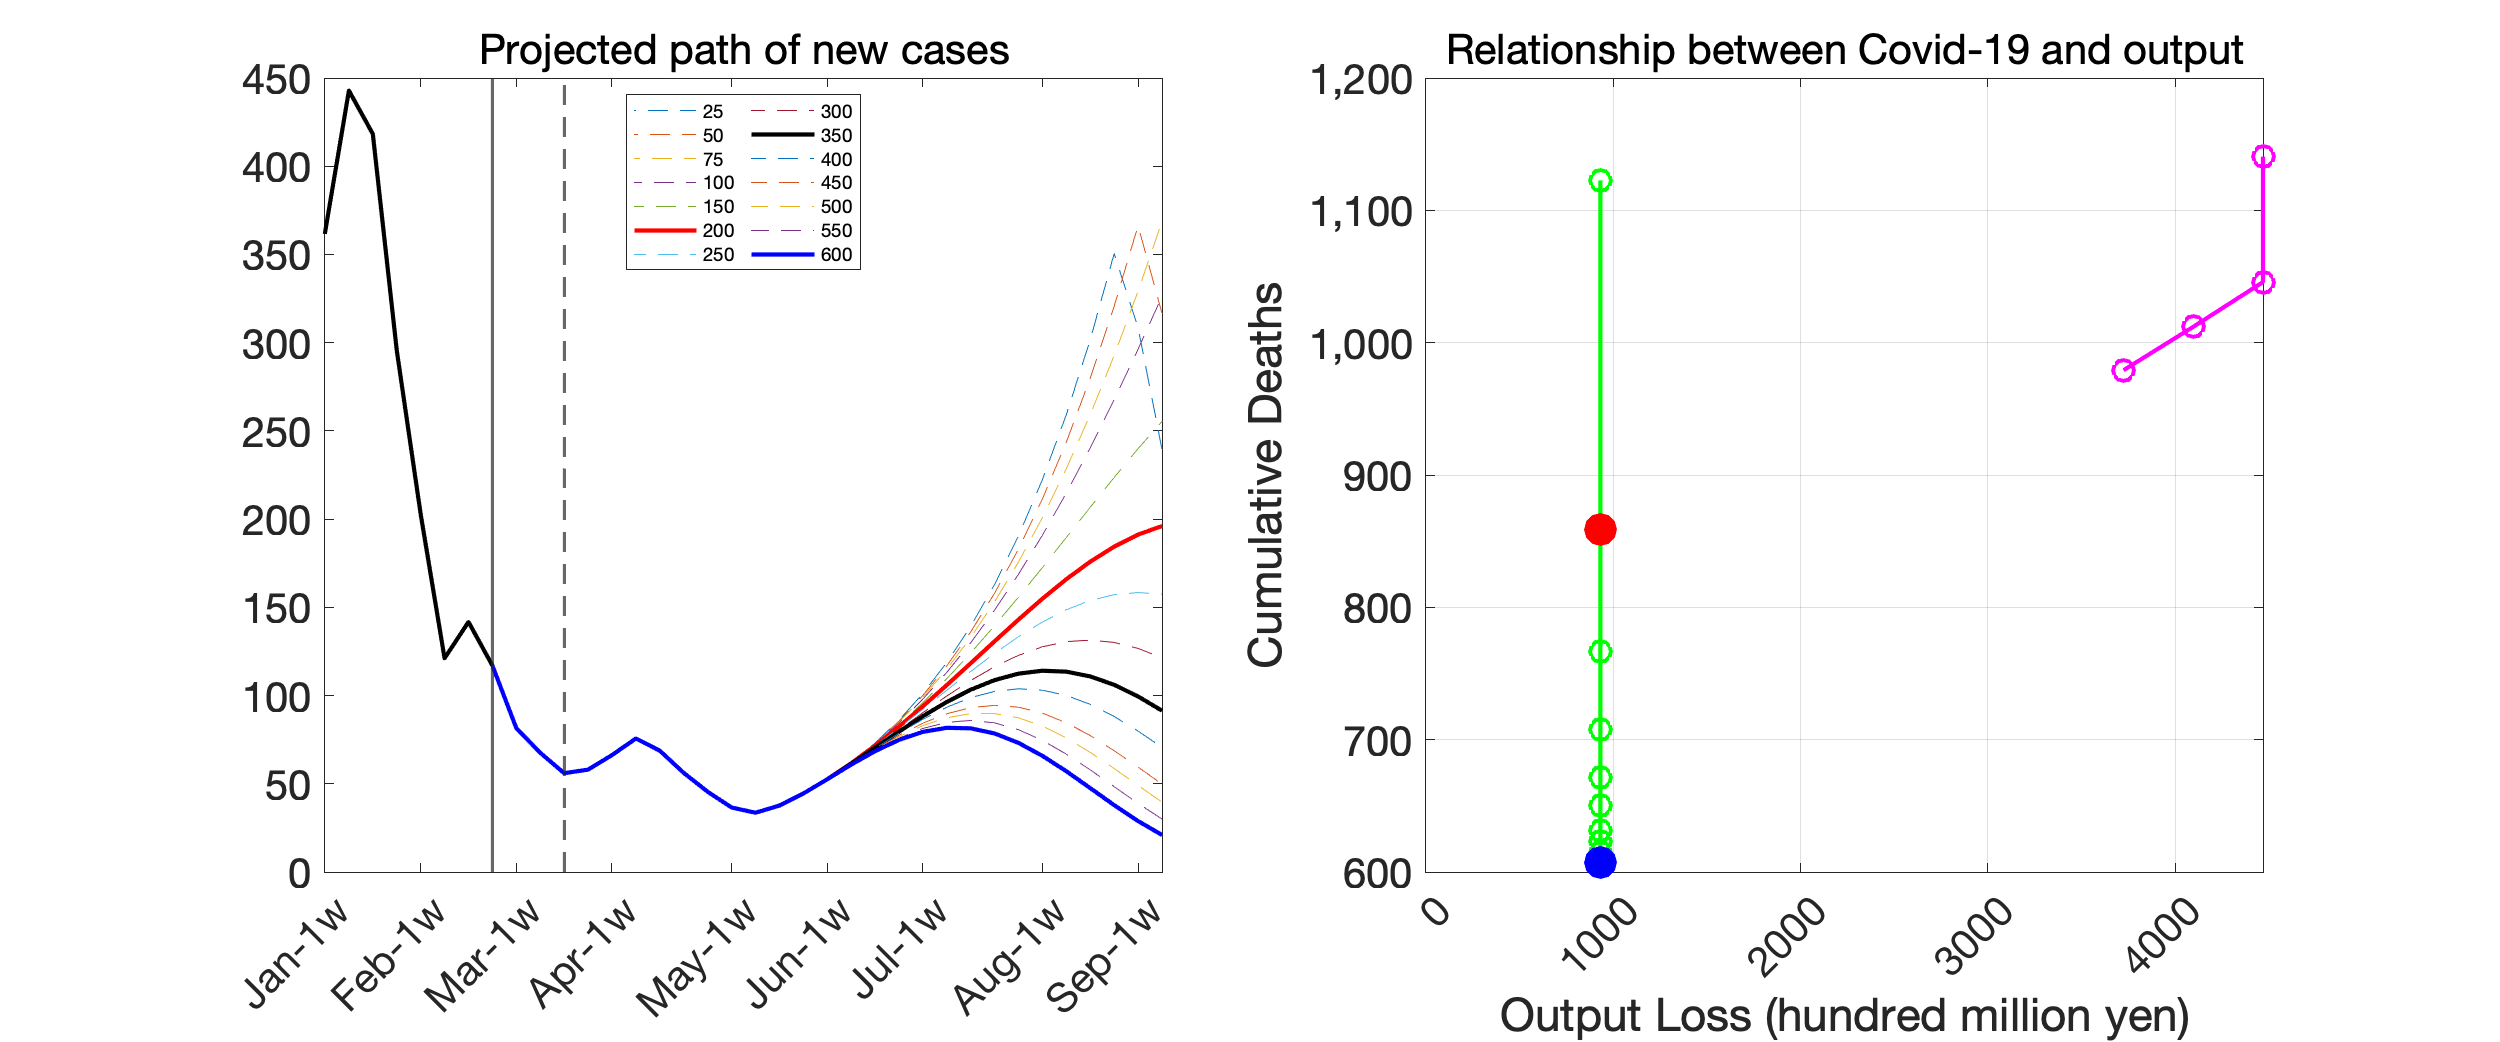 Projected path of new cases
450
400
350
300
250
200
150
100
50
0
25
50
75
100
150
200
250
300
350
400
450
500
550
600
Jan-1w
Feb-1w
Mar-1w
Apr-1w
May-1w
Jun-1w
Jul-1w
Aug-1w
Sep-1w
Relationship between Covid-19 and output
Cumulative Deaths
1,200
1,100
1,000
900
800
700
600
0
1000
2000
3000
4000
Output Loss (hundred million yen)